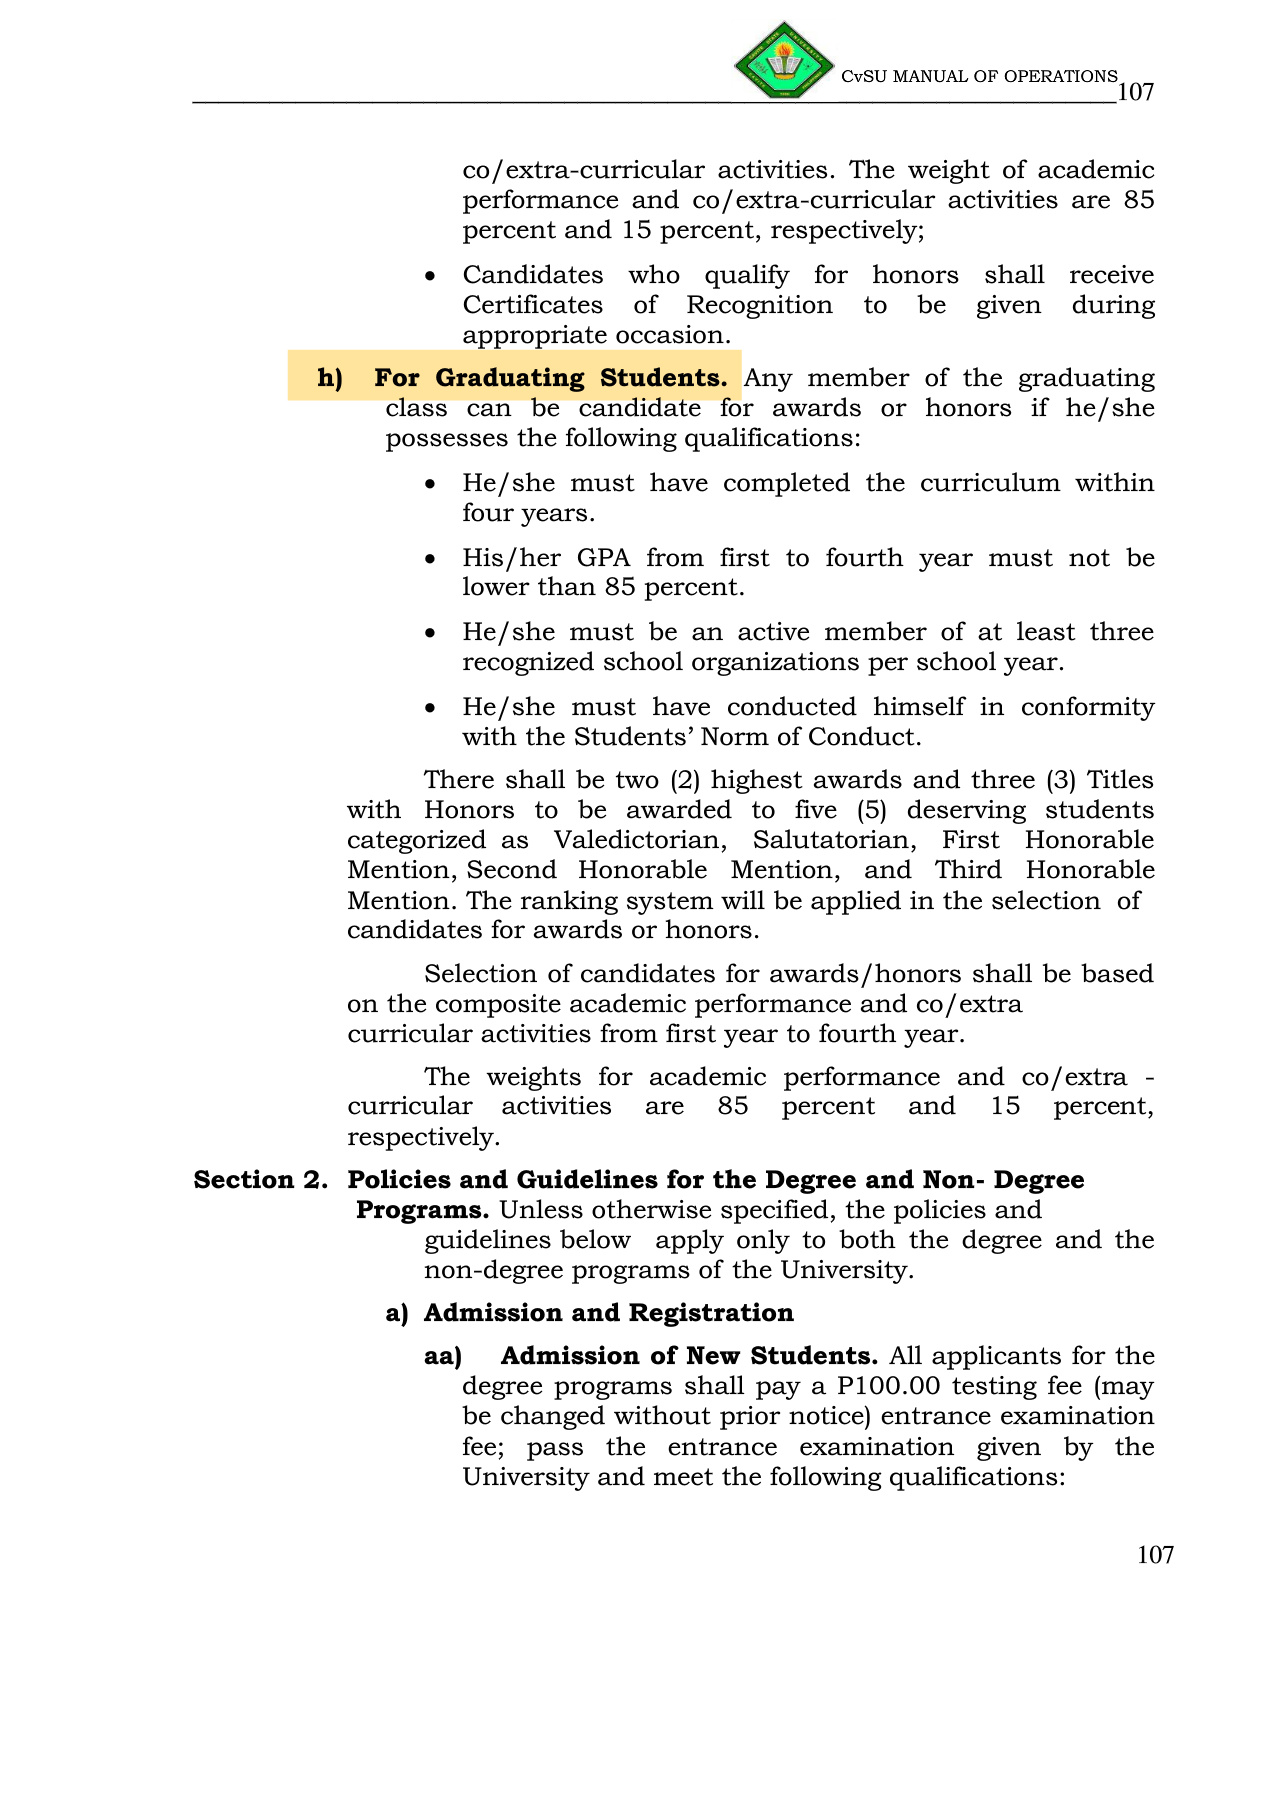 CvSU MANUAL OF OPERATIONS
107
co/extra-curricular activities. The weight of academic
performance and co/extra-curricular activities are 85
percent and 15 percent, respectively;
• Candidates who qualify for honors shall receive
Certificates of Recognition to be given during
appropriate occasion.
h) For Graduating Students. Any member of the graduating
class can be candidate for awards or honors if he/she
possesses the following qualifications:
• He/she must have completed the curriculum within
four years.
• His/her GPA from first to fourth year must not be
lower than 85 percent.
• He/she must be an active member of at least three
recognized school organizations per school year.
• He/she must have conducted himself in conformity
with the Students’ Norm of Conduct.
There shall be two (2) highest awards and three (3) Titles
with Honors to be awarded to five (5) deserving students
categorized as Valedictorian, Salutatorian, First Honorable
Mention, Second Honorable Mention, and Third Honorable
Mention. The ranking system will be applied in the selection of
candidates for awards or honors.
Selection of candidates for awards/honors shall be based
on the composite academic performance and co/extra
curricular activities from first year to fourth year.
The weights for academic performance and co/extra -
curricular activities are 85 percent and 15 percent,
respectively.
Section 2. Policies and Guidelines for the Degree and Non- Degree
Programs. Unless otherwise specified, the policies and
guidelines below apply only to both the degree and the
non-degree programs of the University.
a) Admission and Registration
aa) Admission of New Students. All applicants for the
degree programs shall pay a P100.00 testing fee (may
be changed without prior notice) entrance examination
fee; pass the entrance examination given by the
University and meet the following qualifications:
107